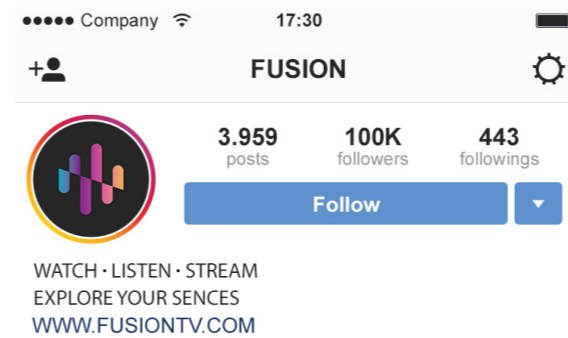 Company 17:30
FUSION
3.959 100K 443
posts followers followings
Follow
WATCH · LISTEN · STREAM
EXPLORE YOUR SENCES
WWW.FUSIONTV.COM